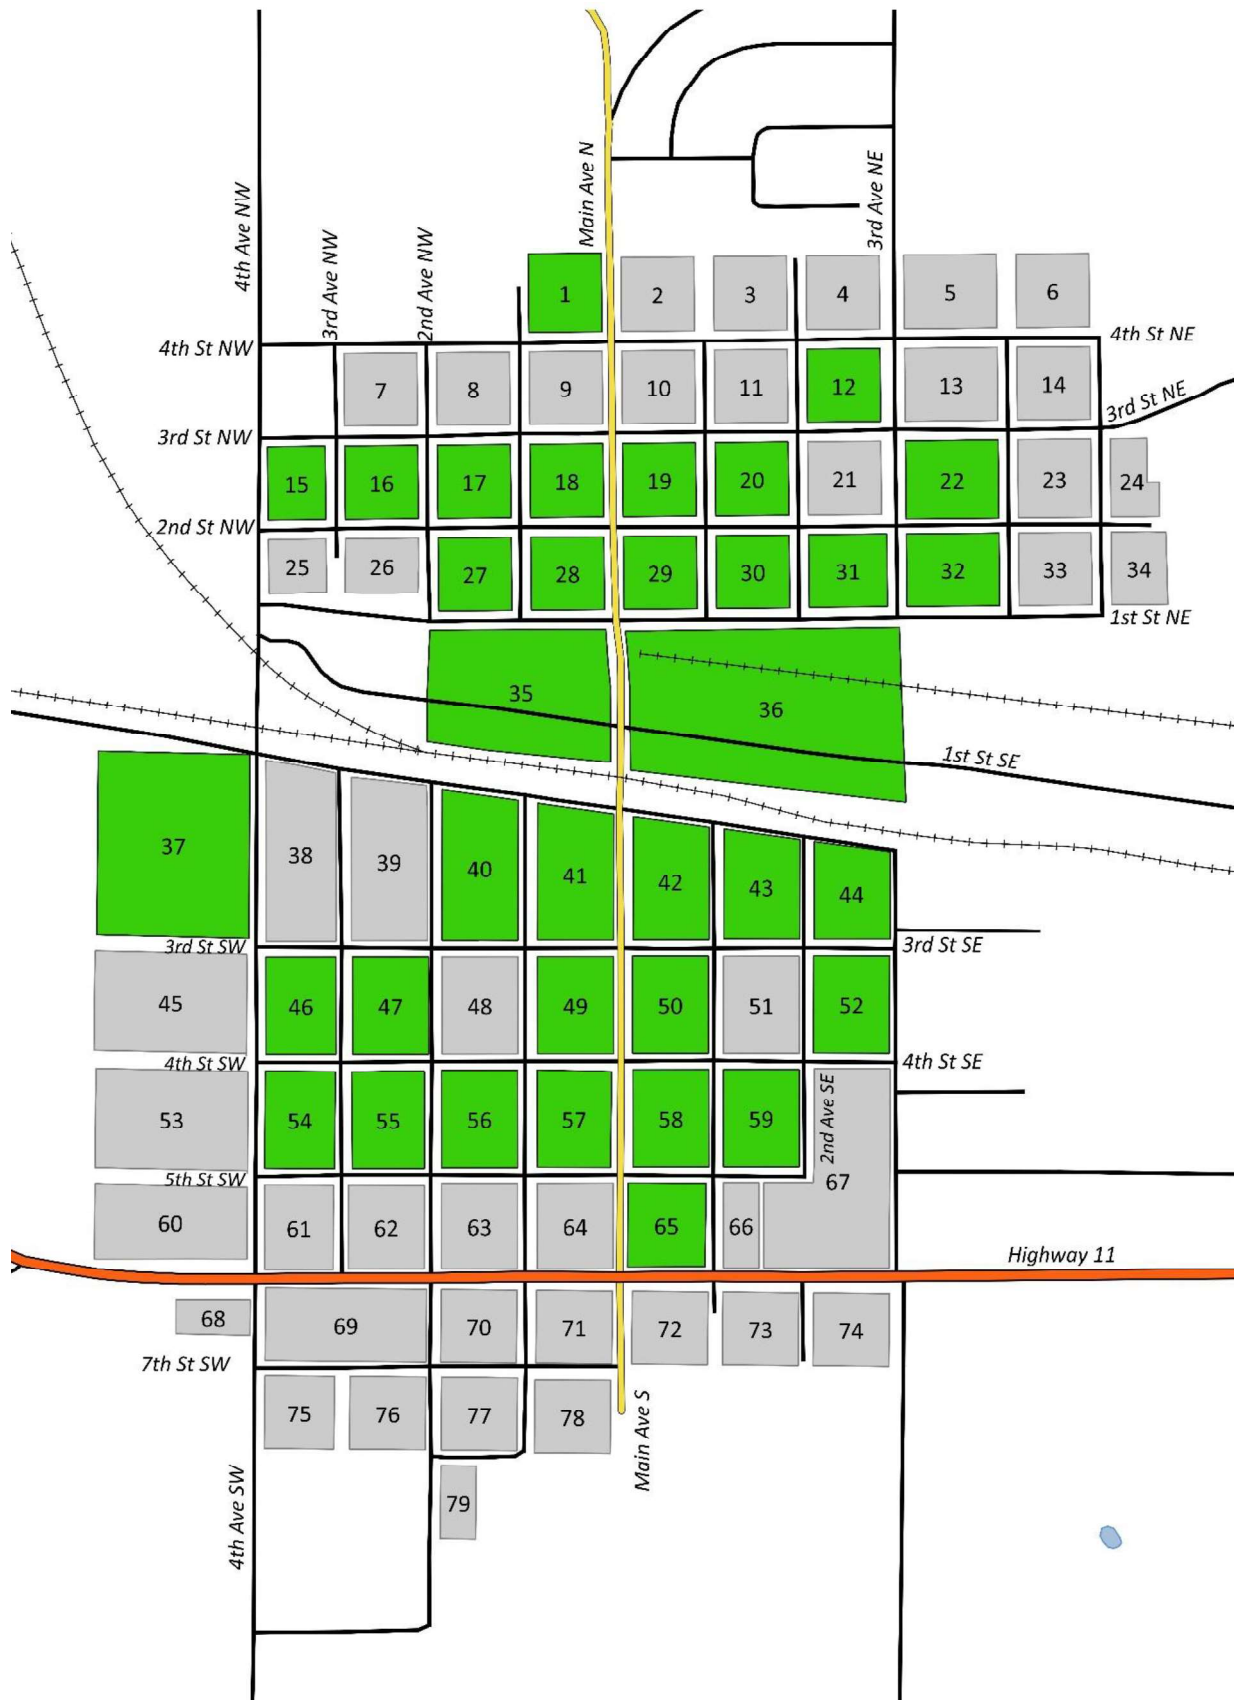 Main Ave N
3rd Ave NE
4th Ave NW
3rd Ave NW
2nd Ave NW
1 2 3 4 5 6
4th St NW
4th St NE
7 8 9 10 11 12 13 14
3rd St NE
3rd St NW
15 16 17 18 19 20 21 22 23 24
2nd St NW
25 26 27 28 29 30 31 32 33 34
1st St NE
35 36
1st St SE
37 38 39 40 41 42 43 44
3rd St SW
3rd St SE
45 46 47 48 49 50 51 52
4th St SW
4th St SE
53 54 55 56 57 58 59
2nd Ave SE
5th St SW
67
60 61 62 63 64 65 66
Highway 11
68 69 70 71 72 73 74
7th St SW
75 76 77 78
Main Ave S
79
4th Ave SW